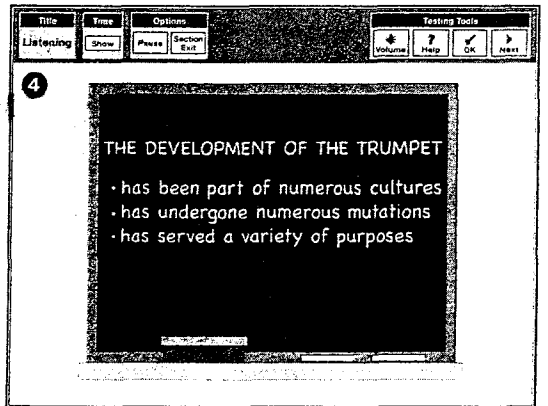 Title
Time
Options
Testing Tools
Listening
Show
Pause
Section Exit
Volume
? Help
OK
Next
4
THE DEVELOPMENT OF THE TRUMPET
· has been part of numerous cultures
· has undergone numerous mutations
· has served a variety of purposes